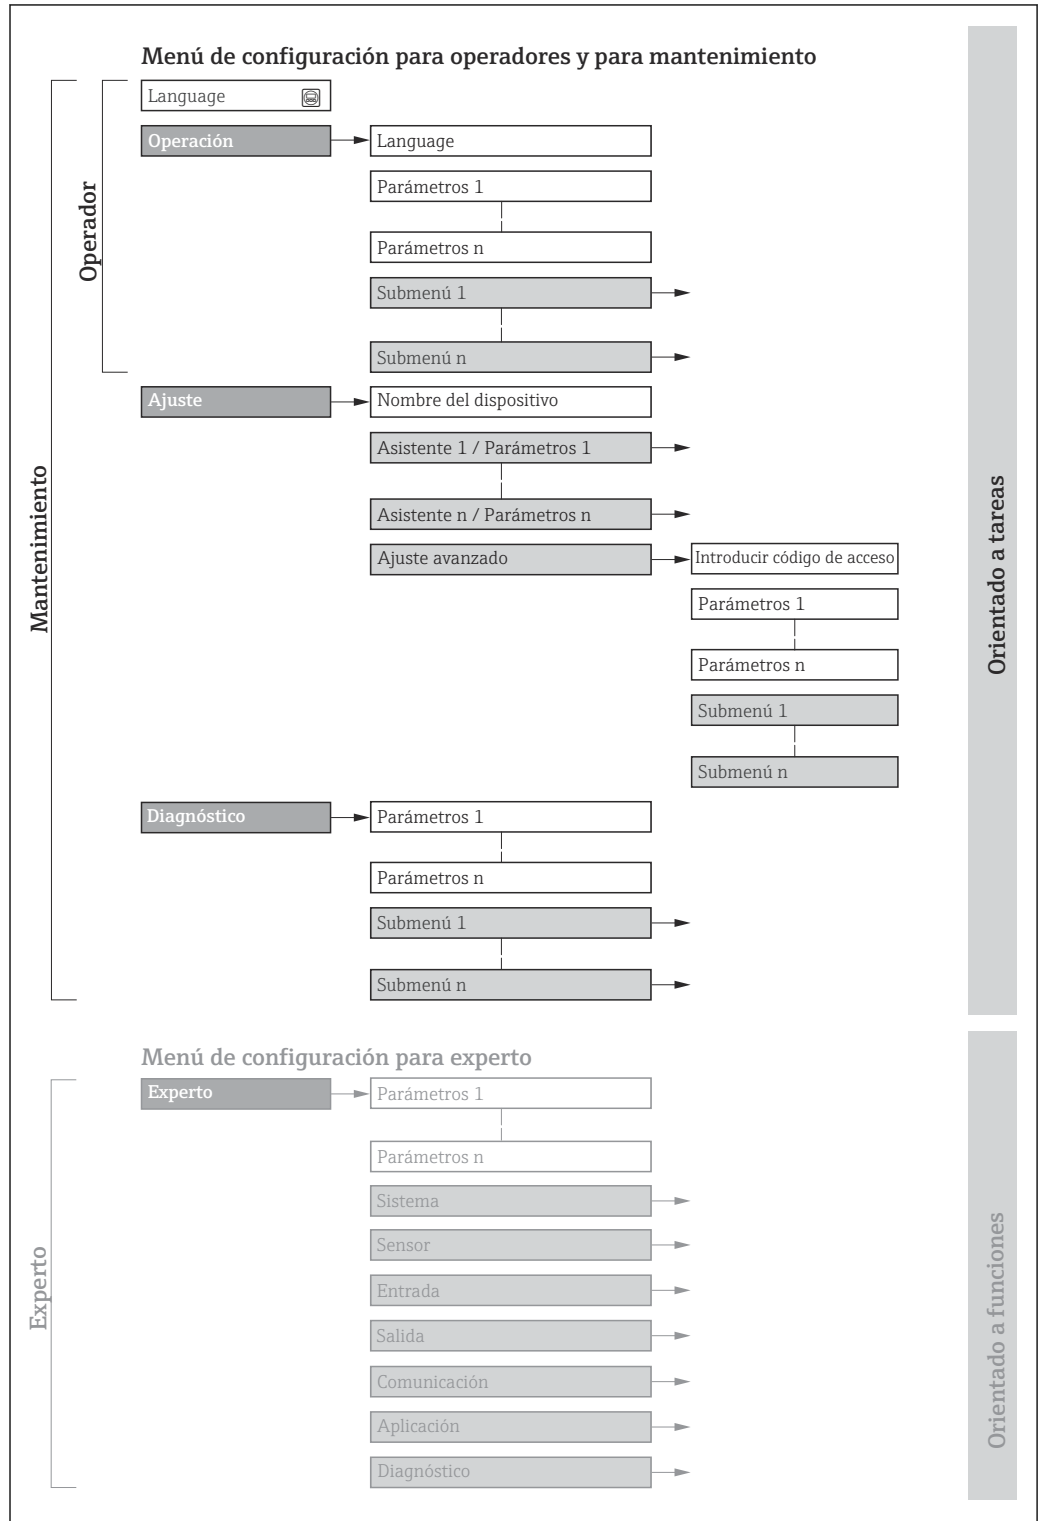 Menú de configuración para operadores y para mantenimiento
Mantenimiento
Operador
Language
Operación
Language
Parámetros 1
Parámetros n
Submenú 1
Submenú n
Ajuste
Nombre del dispositivo
Asistente 1 / Parámetros 1
Asistente n / Parámetros n
Ajuste avanzado
Introducir código de acceso
Parámetros 1
Parámetros n
Submenú 1
Submenú n
Diagnóstico
Parámetros 1
Parámetros n
Submenú 1
Submenú n
Orientado a tareas
Menú de configuración para experto
Experto
Experto
Parámetros 1
Parámetros n
Sistema
Sensor
Entrada
Salida
Comunicación
Aplicación
Diagnóstico
Orientado a funciones